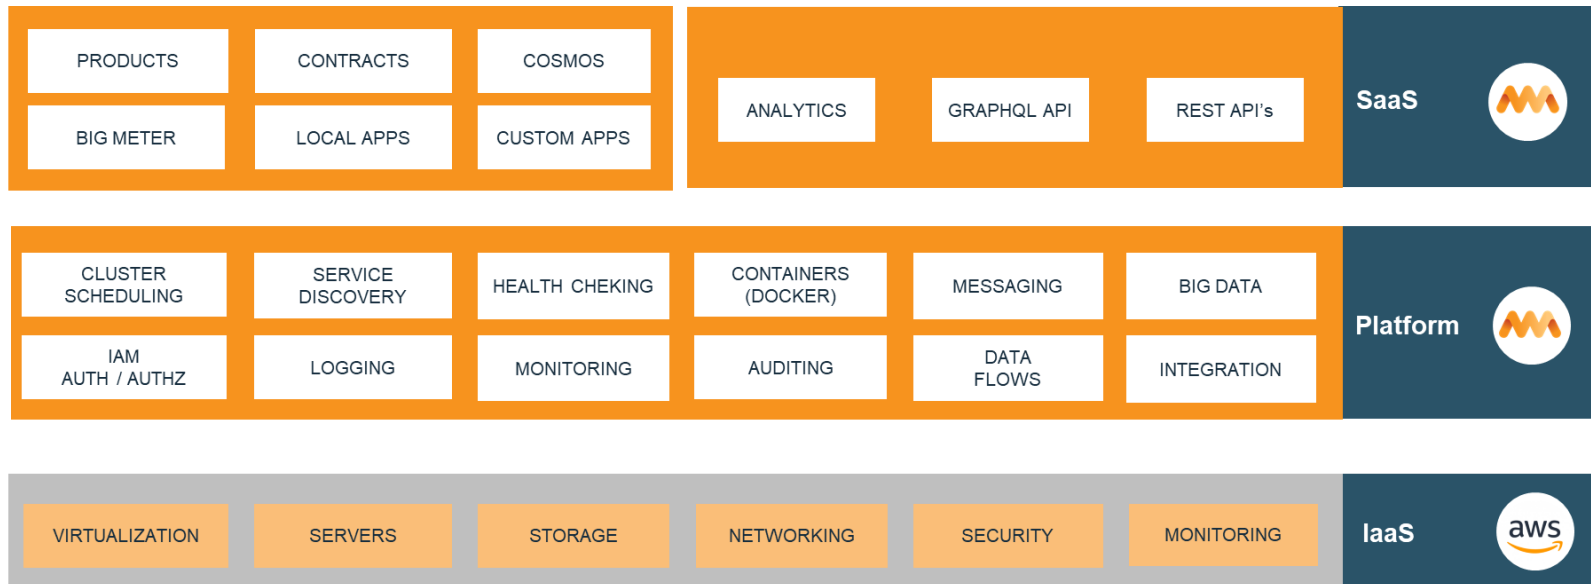 PRODUCTS
CONTRACTS
COSMOS
BIG METER
LOCAL APPS
CUSTOM APPS
ANALYTICS
GRAPHQL API
REST API's
SaaS
CLUSTER
SCHEDULING
SERVICE
DISCOVERY
HEALTH CHEKING
CONTAINERS
(DOCKER)
MESSAGING
BIG DATA
IAM
AUTH / AUTHZ
LOGGING
MONITORING
AUDITING
DATA
FLOWS
INTEGRATION
Platform
VIRTUALIZATION
SERVERS
STORAGE
NETWORKING
SECURITY
MONITORING
IaaS
aws